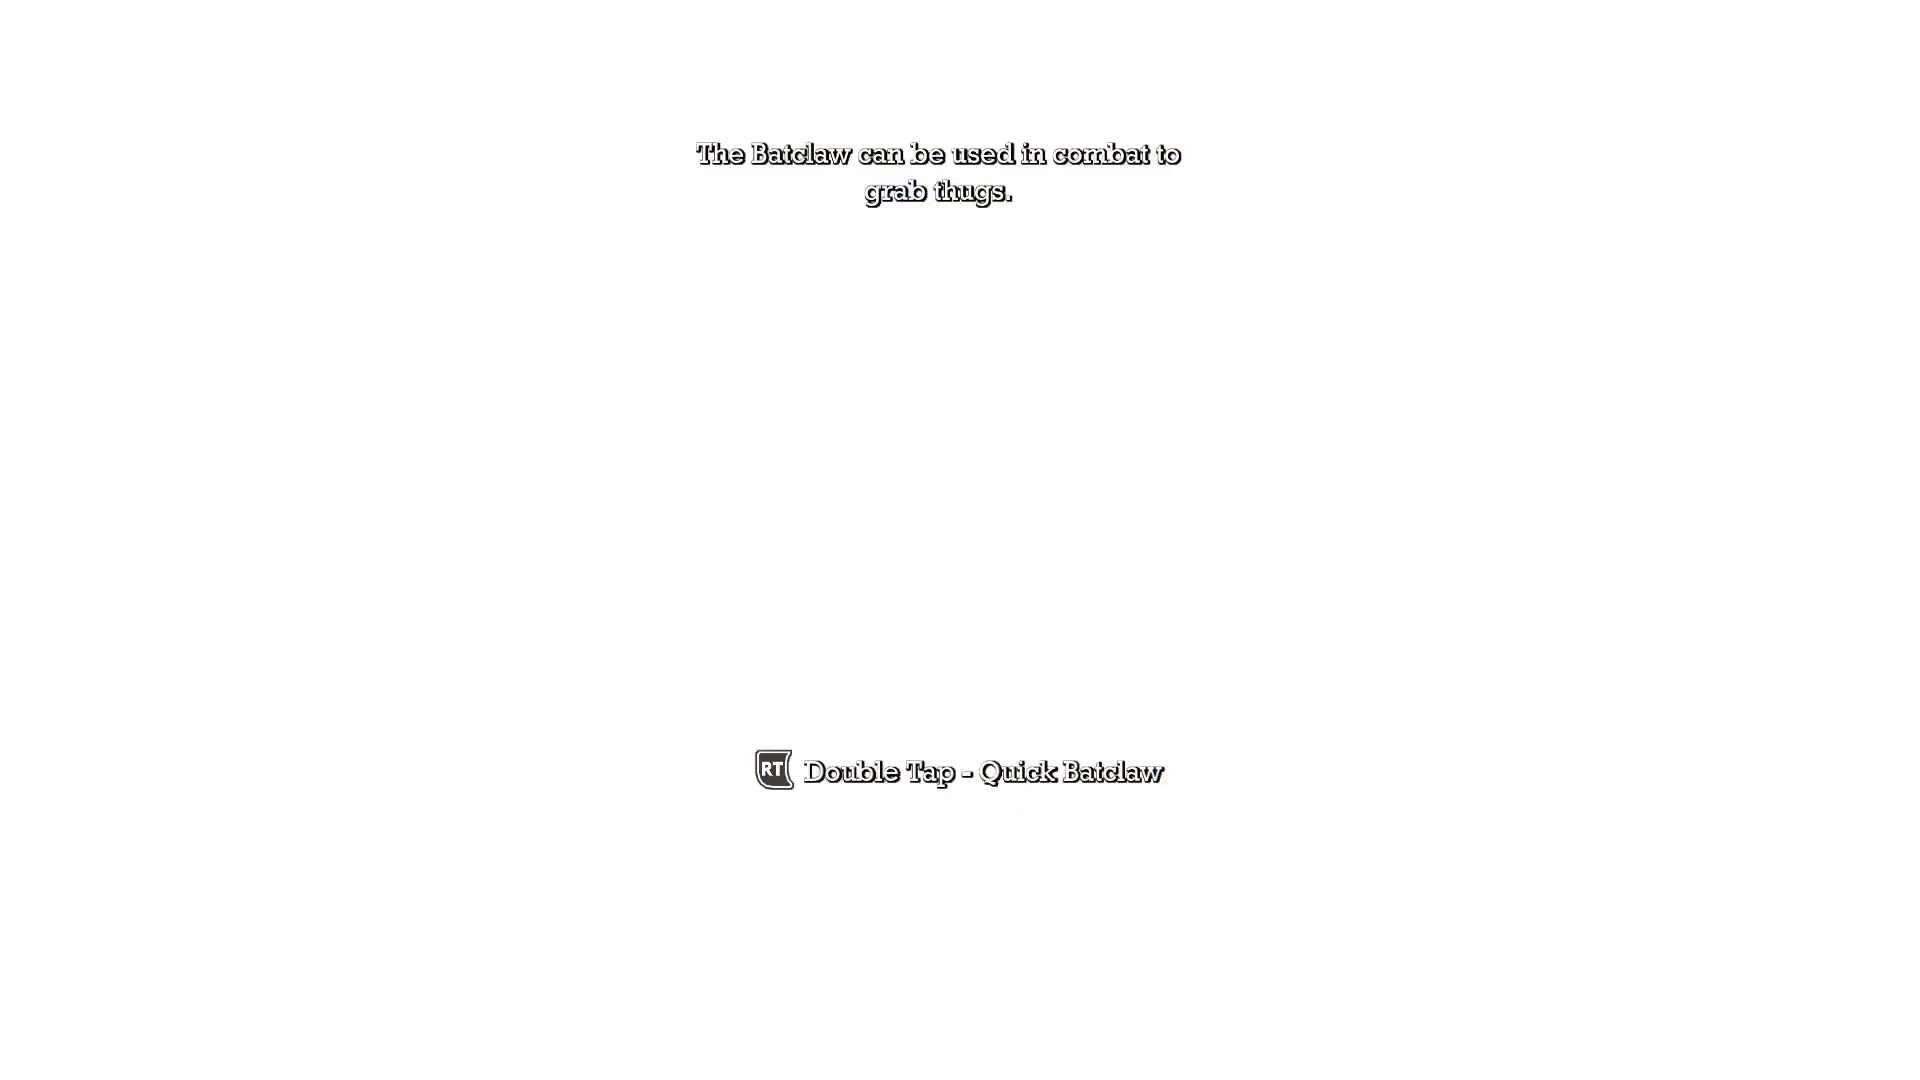 The Batclaw can be used in combat to
grab thugs.
RT Double Tap - Quick Batclaw